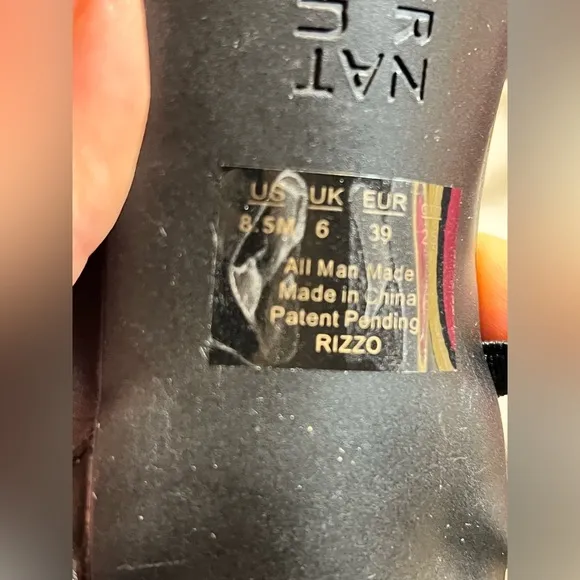 NAT
R
US UK EUR
8.5M 6 39
All Man Made
Made in China
Patent Pending
RIZZO